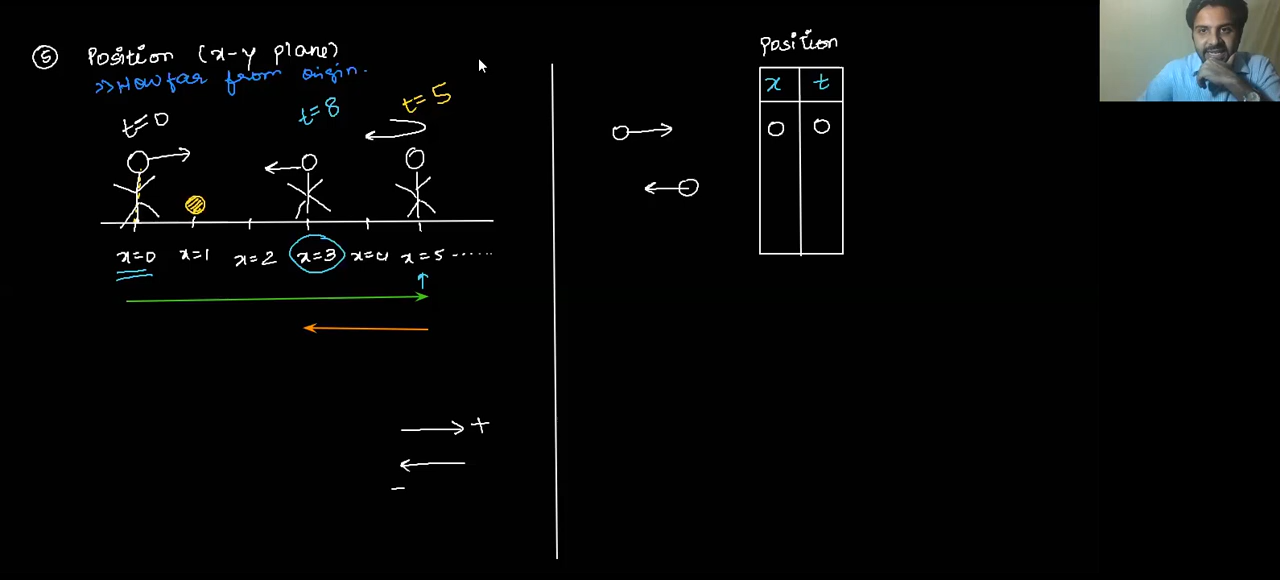 ⑤ Position (x-y plane)
>>How far from origin.
t=0
t=8
t=5
x=0 x=1 x=2 x=3 x=4 x=5 ......
+
-
Position
x t
0 0